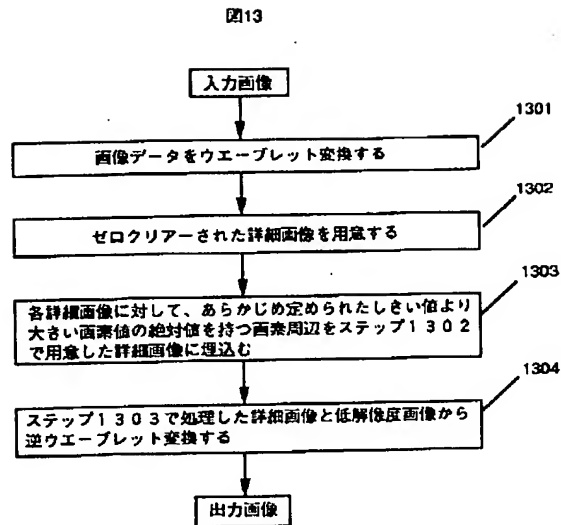 図13
入力画像
1301
画像データをウエーブレット変換する
1302
ゼロクリアーされた詳細画像を用意する
1303
各詳細画像に対して、あらかじめ定められたしきい値より
大きい画素値の絶対値を持つ画素周辺をステップ1302
で用意した詳細画像に埋込む
1304
ステップ1303で処理した詳細画像と低解像度画像から
逆ウエーブレット変換する
出力画像